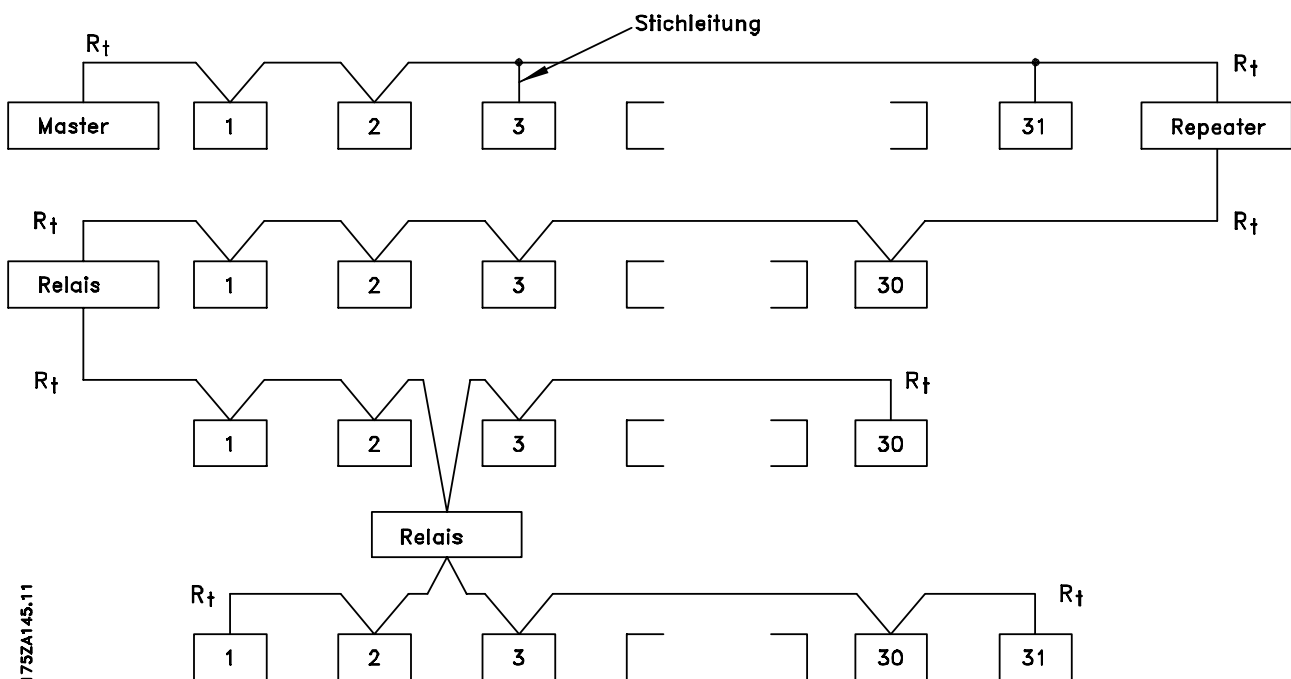 Stichleitung
Rt Rt
Master 1 2 3 31 Repeater
Rt Rt
Relais 1 2 3 30
Rt Rt
1 2 3 30
Relais
Rt Rt
1 2 3 30 31
175ZA145.11